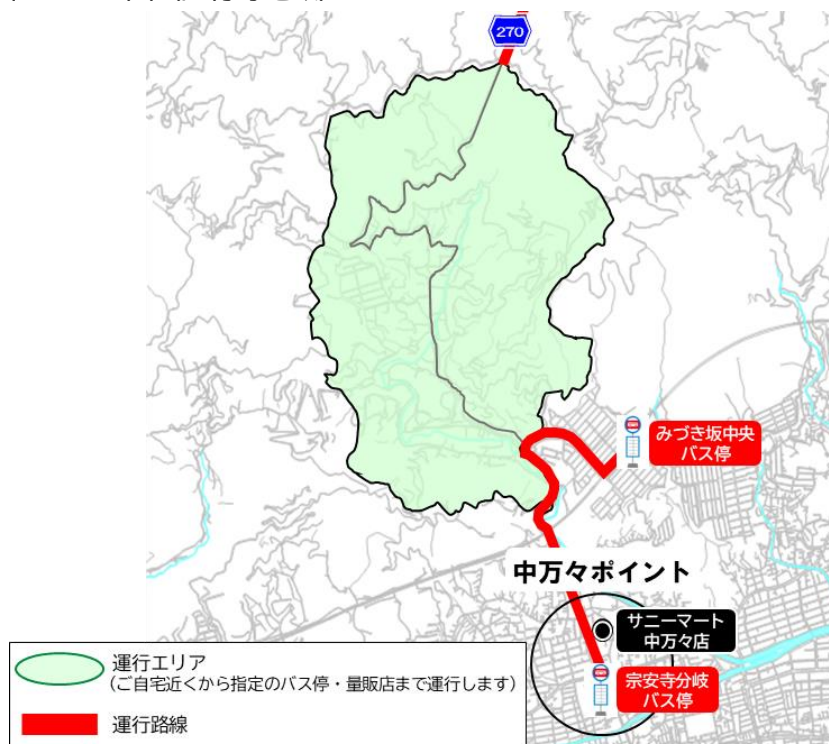 270
みづき坂中央
バス停
中万々ポイント
サニーマート
中万々店
宗安寺分岐
バス停
運行エリア
(ご自宅近くから指定のバス停・量販店まで運行します)
運行路線